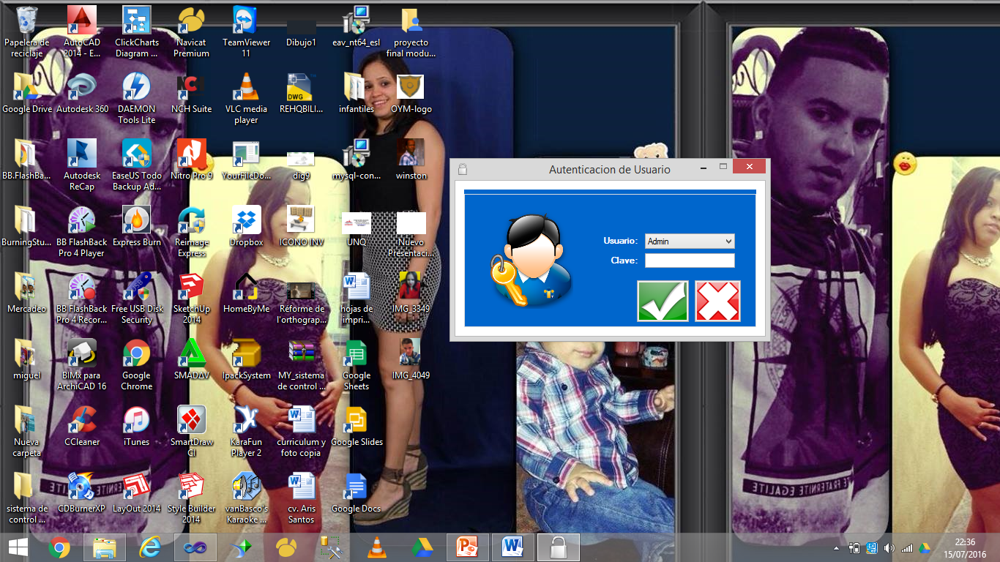 Papelera de
reciclaje
AutoCAD
2014 - E...
ClickCharts
Diagram ...
Navicat
Premium
TeamViewer
11
Dibujo1
eav_nt64_esl
proyecto
final modu...
Google Drive
Autodesk 360
DAEMON
Tools Lite
NCH Suite
VLC media
player
DWG
REHQBILI...
infantiles
OYM-logo
BB.FlashBa...
Autodesk
ReCap
EaseUS Todo
Backup Ad...
Nitro Pro 9
YourFileDo...
dig9
mysql-con...
winston
BurningStu...
BB FlashBack
Pro 4 Player
Express Burn
Reimage
Express
Dropbox
ICONO INV
UNQ
Nuevo
Presentaci...
Mercadeo
BB FlashBack
Pro 4 Recor...
Free USB Disk
Security
SketchUp
2014
HomeByMe
Réforme de
l'orthograp...
hojas de
impri...
IMG_3349
miguel
BIMx para
ArchiCAD 16
Google
Chrome
SMADΔV
IpackSystem
MY_sistema
de control ...
Google
Sheets
IMG_4049
Nueva
carpeta
CCleaner
iTunes
SmartDraw
CI
KaraFun
Player 2
curriculum y
foto copia
Google Slides
sistema de
control ...
CDBurnerXP
LayOut 2014
Style Builder
2014
vanBasco's
Karaoke ...
cv. Aris
Santos
Google Docs
Autenticacion de Usuario
Usuario:
Admin
Clave:
TE FRATERNITE EGALITE
22:36
15/07/2016